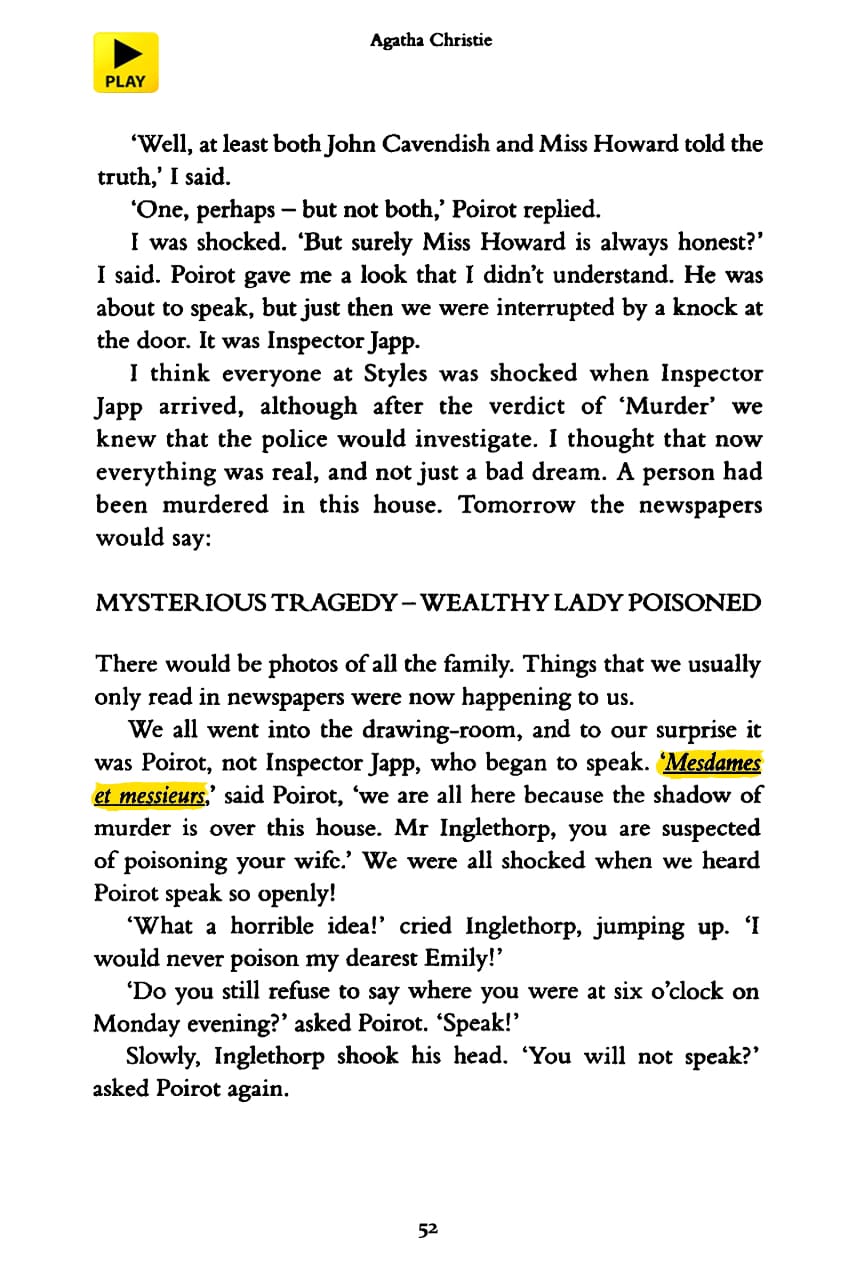 Agatha Christie
PLAY
‘Well, at least both John Cavendish and Miss Howard told the
truth,’ I said.
‘One, perhaps – but not both,’ Poirot replied.
I was shocked. ‘But surely Miss Howard is always honest?’
I said. Poirot gave me a look that I didn’t understand. He was
about to speak, but just then we were interrupted by a knock at
the door. It was Inspector Japp.
I think everyone at Styles was shocked when Inspector
Japp arrived, although after the verdict of ‘Murder’ we
knew that the police would investigate. I thought that now
everything was real, and not just a bad dream. A person had
been murdered in this house. Tomorrow the newspapers
would say:
MYSTERIOUS TRAGEDY – WEALTHY LADY POISONED
There would be photos of all the family. Things that we usually
only read in newspapers were now happening to us.
We all went into the drawing-room, and to our surprise it
was Poirot, not Inspector Japp, who began to speak. ‘Mesdames
et messieurs,’ said Poirot, ‘we are all here because the shadow of
murder is over this house. Mr Inglethorp, you are suspected
of poisoning your wife.’ We were all shocked when we heard
Poirot speak so openly!
‘What a horrible idea!’ cried Inglethorp, jumping up. ‘I
would never poison my dearest Emily!’
‘Do you still refuse to say where you were at six o’clock on
Monday evening?’ asked Poirot. ‘Speak!’
Slowly, Inglethorp shook his head. ‘You will not speak?’
asked Poirot again.
52